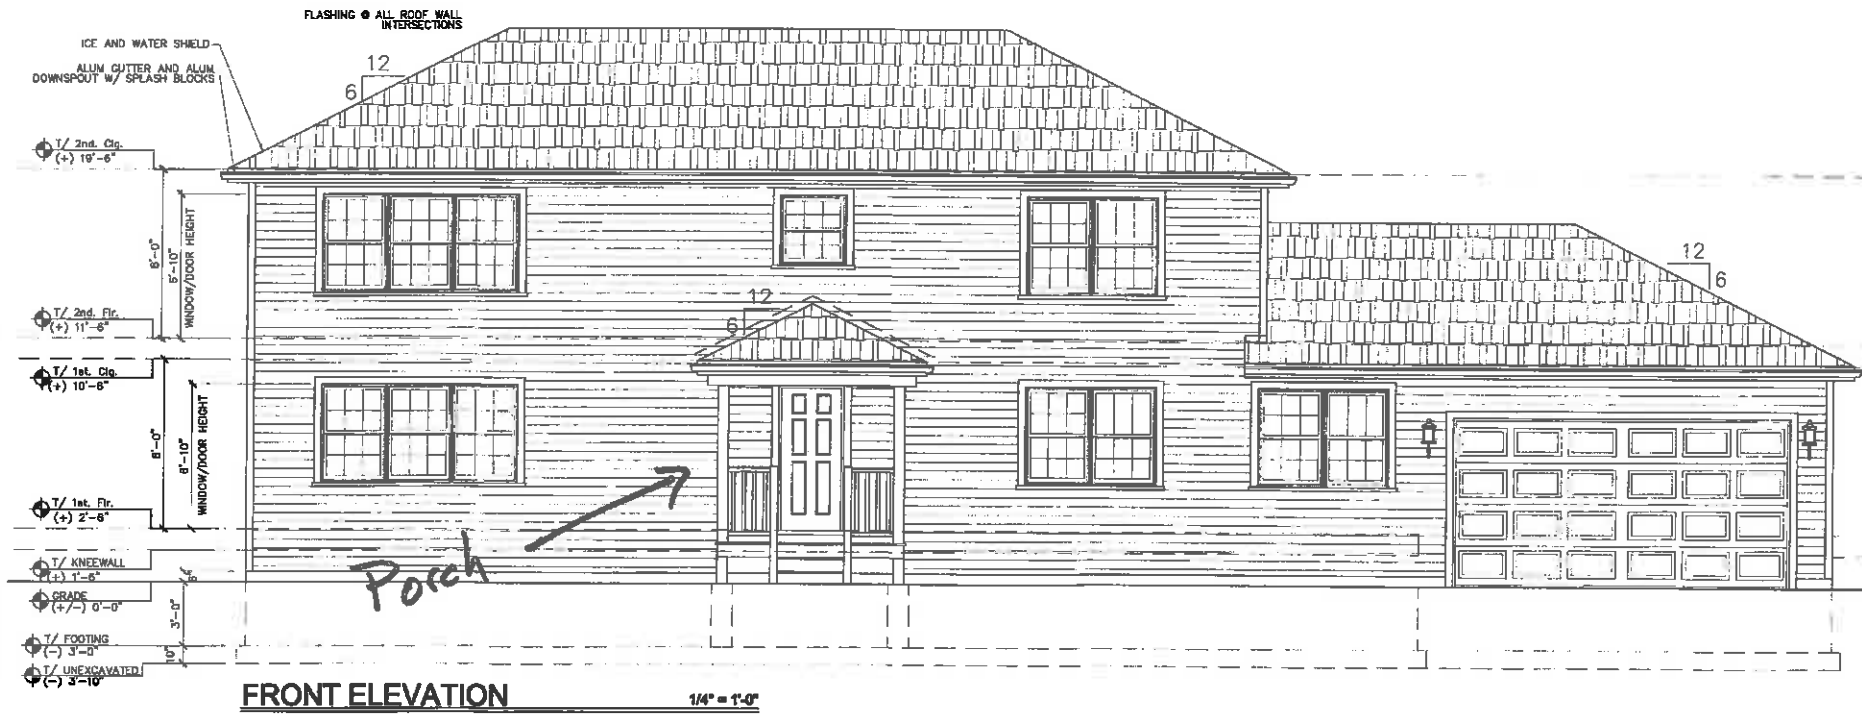 FLASHING @ ALL ROOF WALL
INTERSECTIONS
ICE AND WATER SHIELD
ALUM GUTTER AND ALUM
DOWNSPOUT W/ SPLASH BLOCKS
12
6
T/ 2nd. Clg.
(+) 19'-6"
8'-0"
6'-10"
WINDOW/DOOR HEIGHT
12
6
T/ 2nd. Flr.
(+) 11'-6"
12
6
T/ 1st. Clg.
(+) 10'-6"
8'-0"
6'-10"
WINDOW/DOOR HEIGHT
T/ 1st. Flr.
(+) 2'-6"
Porch
T/ KNEEWALL
(+) 1'-6"
6"
GRADE
(+/-) 0'-0"
3'-0"
T/ FOOTING
(-) 3'-0"
10"
T/ UNEXCAVATED
(-) 3'-10"
FRONT ELEVATION
1/4" = 1'-0"